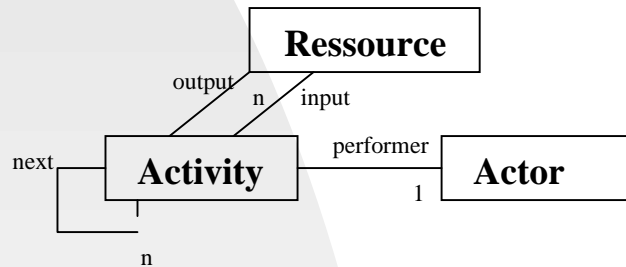 Ressource
output
n
input
performer
next
Activity
Actor
1
n